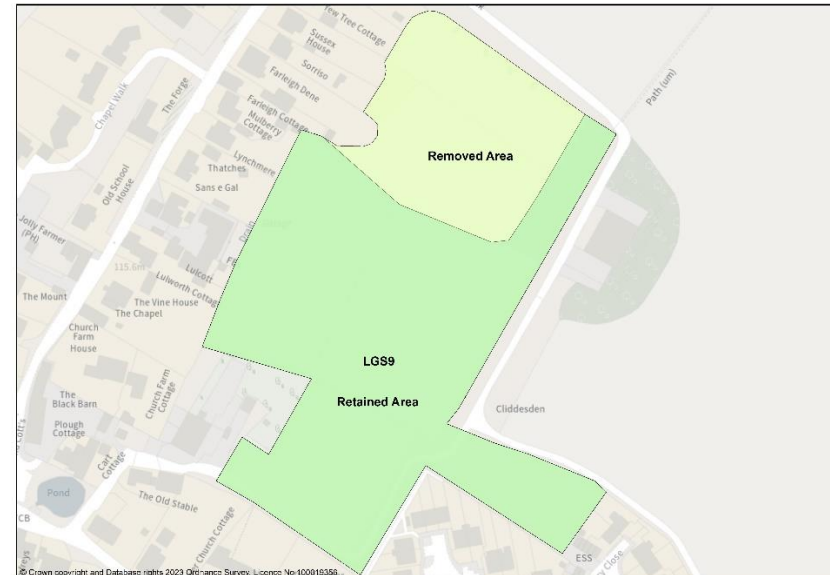 Yew Tree Cottage
Sussex
House
Sorriso
Farleigh Dene
Farleigh Cottage
Mulberry
Cottage
Chapel Walk
The Forge
Path (um)
Removed Area
Lynchmere
Thatches
Old School
House
Sans e Gal
Jolly Farmer
(PH)
Drain
115.6m
Lulcott
Lulworth Cottage
The Mount
The Vine House
The Chapel
Church
Farm
House
LGS9
Retained Area
Church Farm
Cottage
Cliddesden
The
Black Barn
Plough
Cottage
Cart
Cottage
Pond
The Old Stable
Church Cottage
CB
ESS
Close
© Crown copyright and Database rights 2023 Ordnance Survey. Licence No 100819356